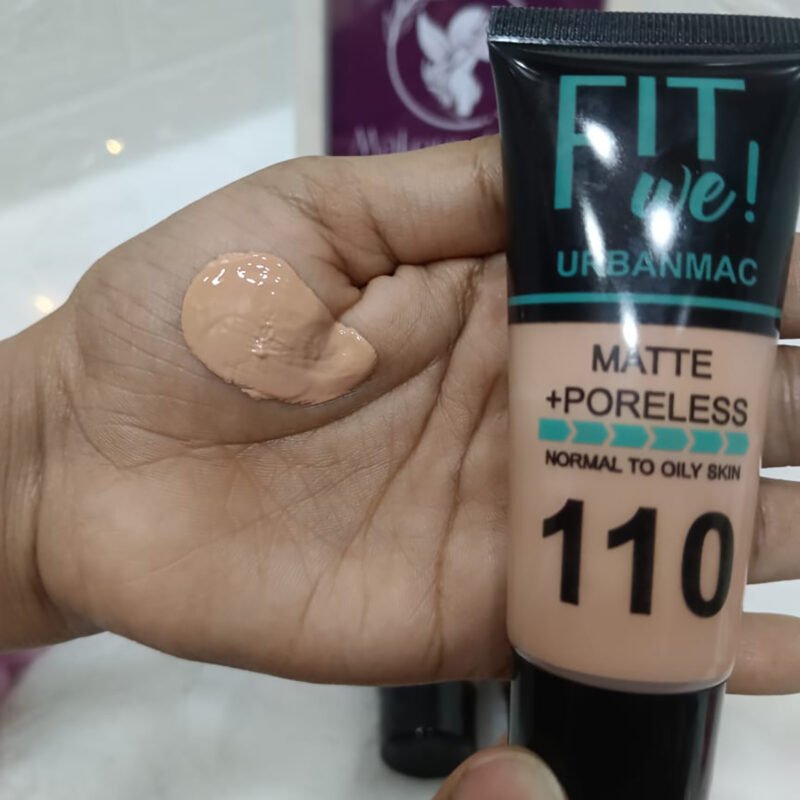 FIT
we!
URBANMAC
MATTE
+PORELESS
NORMAL TO OILY SKIN
110